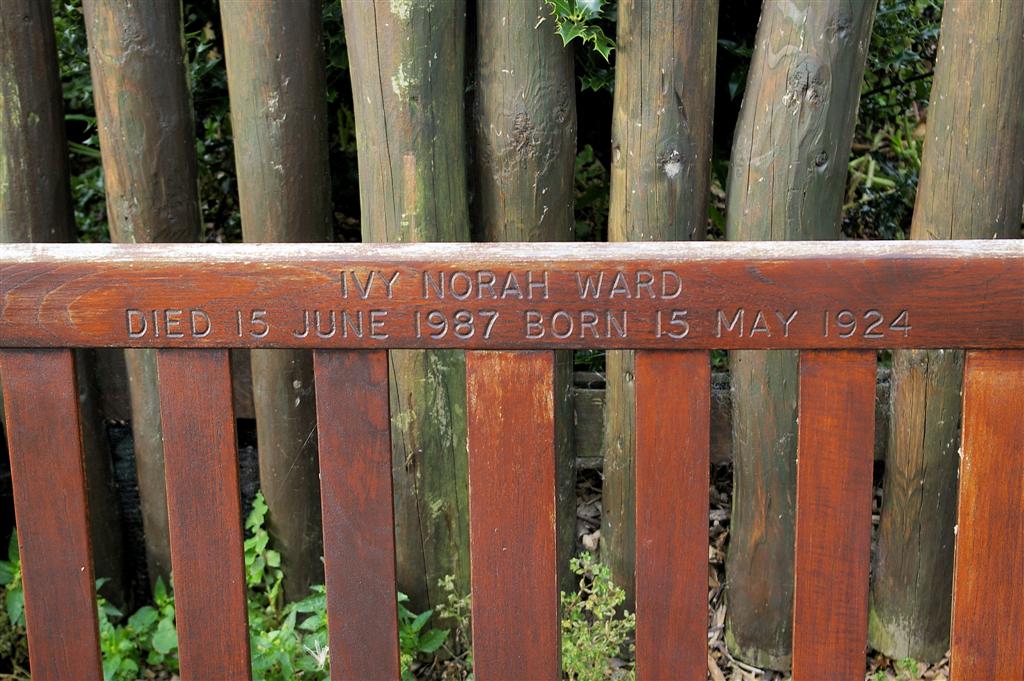 IVY NORAH WARD
DIED 15 JUNE 1987 BORN 15 MAY 1924